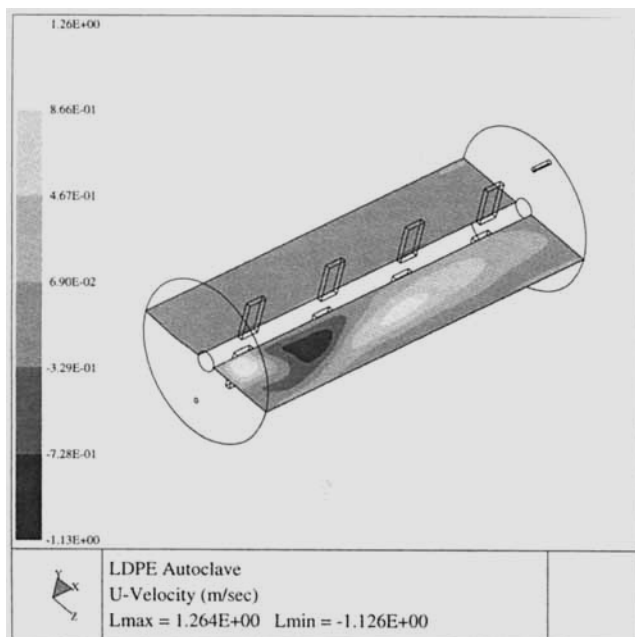 1.26E+00
8.66E-01
4.67E-01
6.90E-02
-3.29E-01
-7.28E-01
-1.13E+00
Y
X
Z
LDPE Autoclave
U-Velocity (m/sec)
Lmax = 1.264E+00 Lmin = -1.126E+00